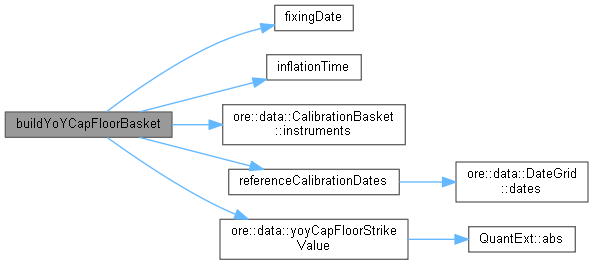 fixingDate
inflationTime
buildYoYCapFloorBasket
ore::data::CalibrationBasket
::instruments
referenceCalibrationDates
ore::data::DateGrid
::dates
ore::data::yoyCapFloorStrike
Value
QuantExt::abs